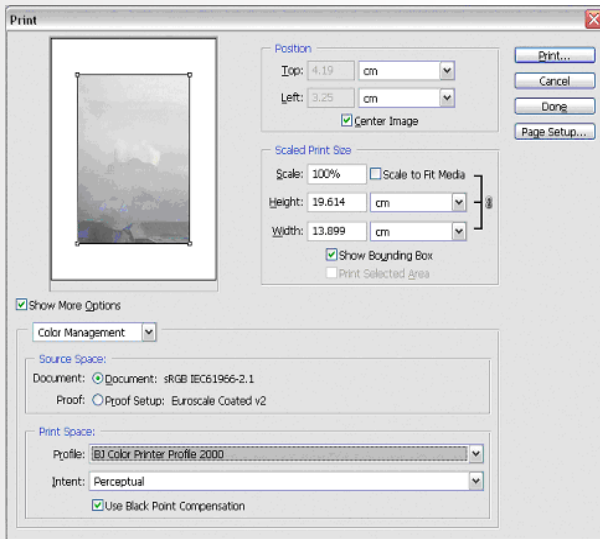 Print
Position
Top: 4.19 cm
Left: 3.25 cm
Center Image
Print...
Cancel
Done
Page Setup...
Scaled Print Size
Scale: 100% Scale to Fit Media
Height: 19.614 cm
Width: 13.899 cm
Show Bounding Box
Print Selected Area
Show More Options
Color Management
Source Space:
Document: Document: sRGB IEC61966-2.1
Proof: Proof Setup: Euroscale Coated v2
Print Space:
Profile: BJ Color Printer Profile 2000
Intent: Perceptual
Use Black Point Compensation